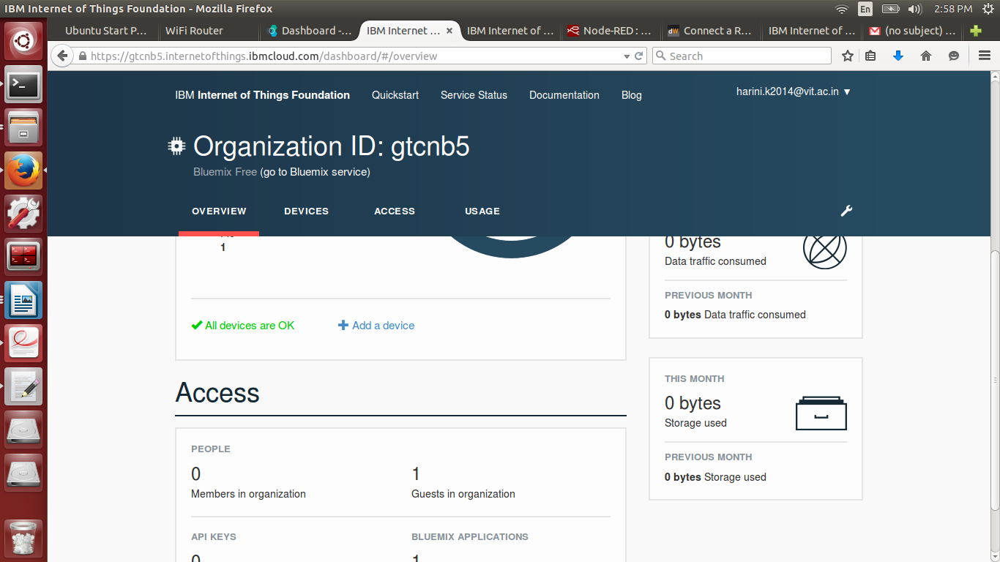 IBM Internet of Things Foundation - Mozilla Firefox
En
2:58 PM
Ubuntu Start P...
WiFi Router
Dashboard -...
IBM Internet ...
IBM Internet of ...
Node-RED : ...
Connect a R...
IBM Internet of ...
(no subject) ...
https://gtcnb5.internetofthings.ibmcloud.com/dashboard/#/overview
Search
IBM Internet of Things Foundation
Quickstart
Service Status
Documentation
Blog
harini.k2014@vit.ac.in ▼
Organization ID: gtcnb5
Bluemix Free (go to Bluemix service)
OVERVIEW
DEVICES
ACCESS
USAGE
1
0 bytes
Data traffic consumed
PREVIOUS MONTH
0 bytes Data traffic consumed
All devices are OK
Add a device
THIS MONTH
0 bytes
Storage used
PREVIOUS MONTH
0 bytes Storage used
Access
PEOPLE
0
Members in organization
1
Guests in organization
API KEYS
0
BLUEMIX APPLICATIONS
1